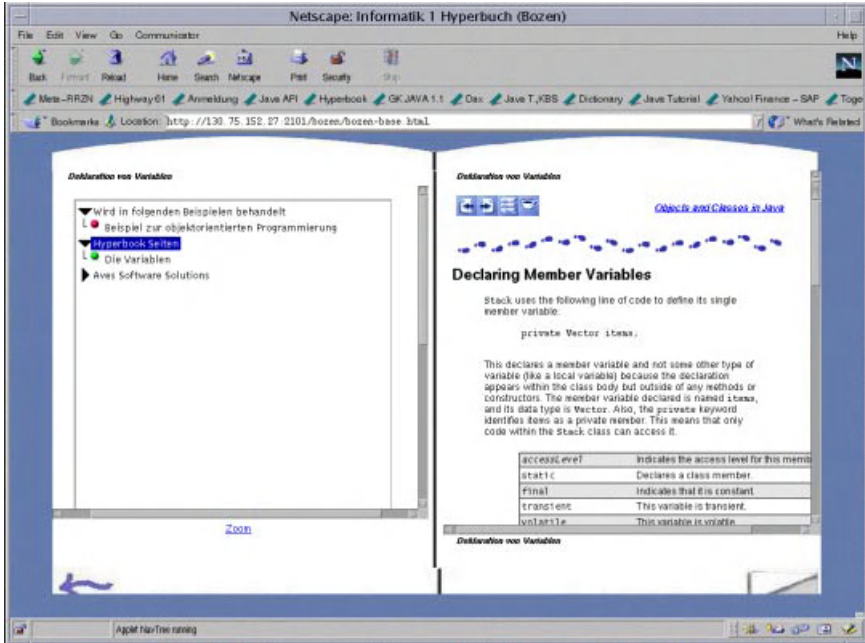 Netscape: Informatik 1 Hyperbuch (Bozen)
File Edit View Go Communicator Help
Back Forward Reload Home Search Netscape Print Security Stop
Meta-RRZN Highway61 Anmeldung Java API Hyperbook GK JAVA 1.1 Dax Java T.,KBS Dictionary Java Tutorial Yahoo! Finance - SAP Toge
Bookmarks Location: http://130.75.152.27:2101/bozen/bozen-base.html What's Related
Deklaration von Variablen
Wird in folgenden Beispielen behandelt
Beispiel zur objektorientierten Programmierung
Hyperbook Seiten
Die Variablen
Aves Software Solutions
Zoom
Deklaration von Variablen
Objects and Classes in Java
Declaring Member Variables
Stack uses the following line of code to define its single
member variable:
private Vector items;
This declares a member variable and not some other type of
variable (like a local variable) because the declaration
appears within the class body but outside of any methods or
constructors. The member variable declared is named items,
and its data type is Vector. Also, the private keyword
identifies items as a private member. This means that only
code within the Stack class can access it.
accessLevel Indicates the access level for this memb
static Declares a class member.
final Indicates that it is constant.
transient This variable is transient.
volatile This variable is volatile
Deklaration von Variablen
Applet NavTree running